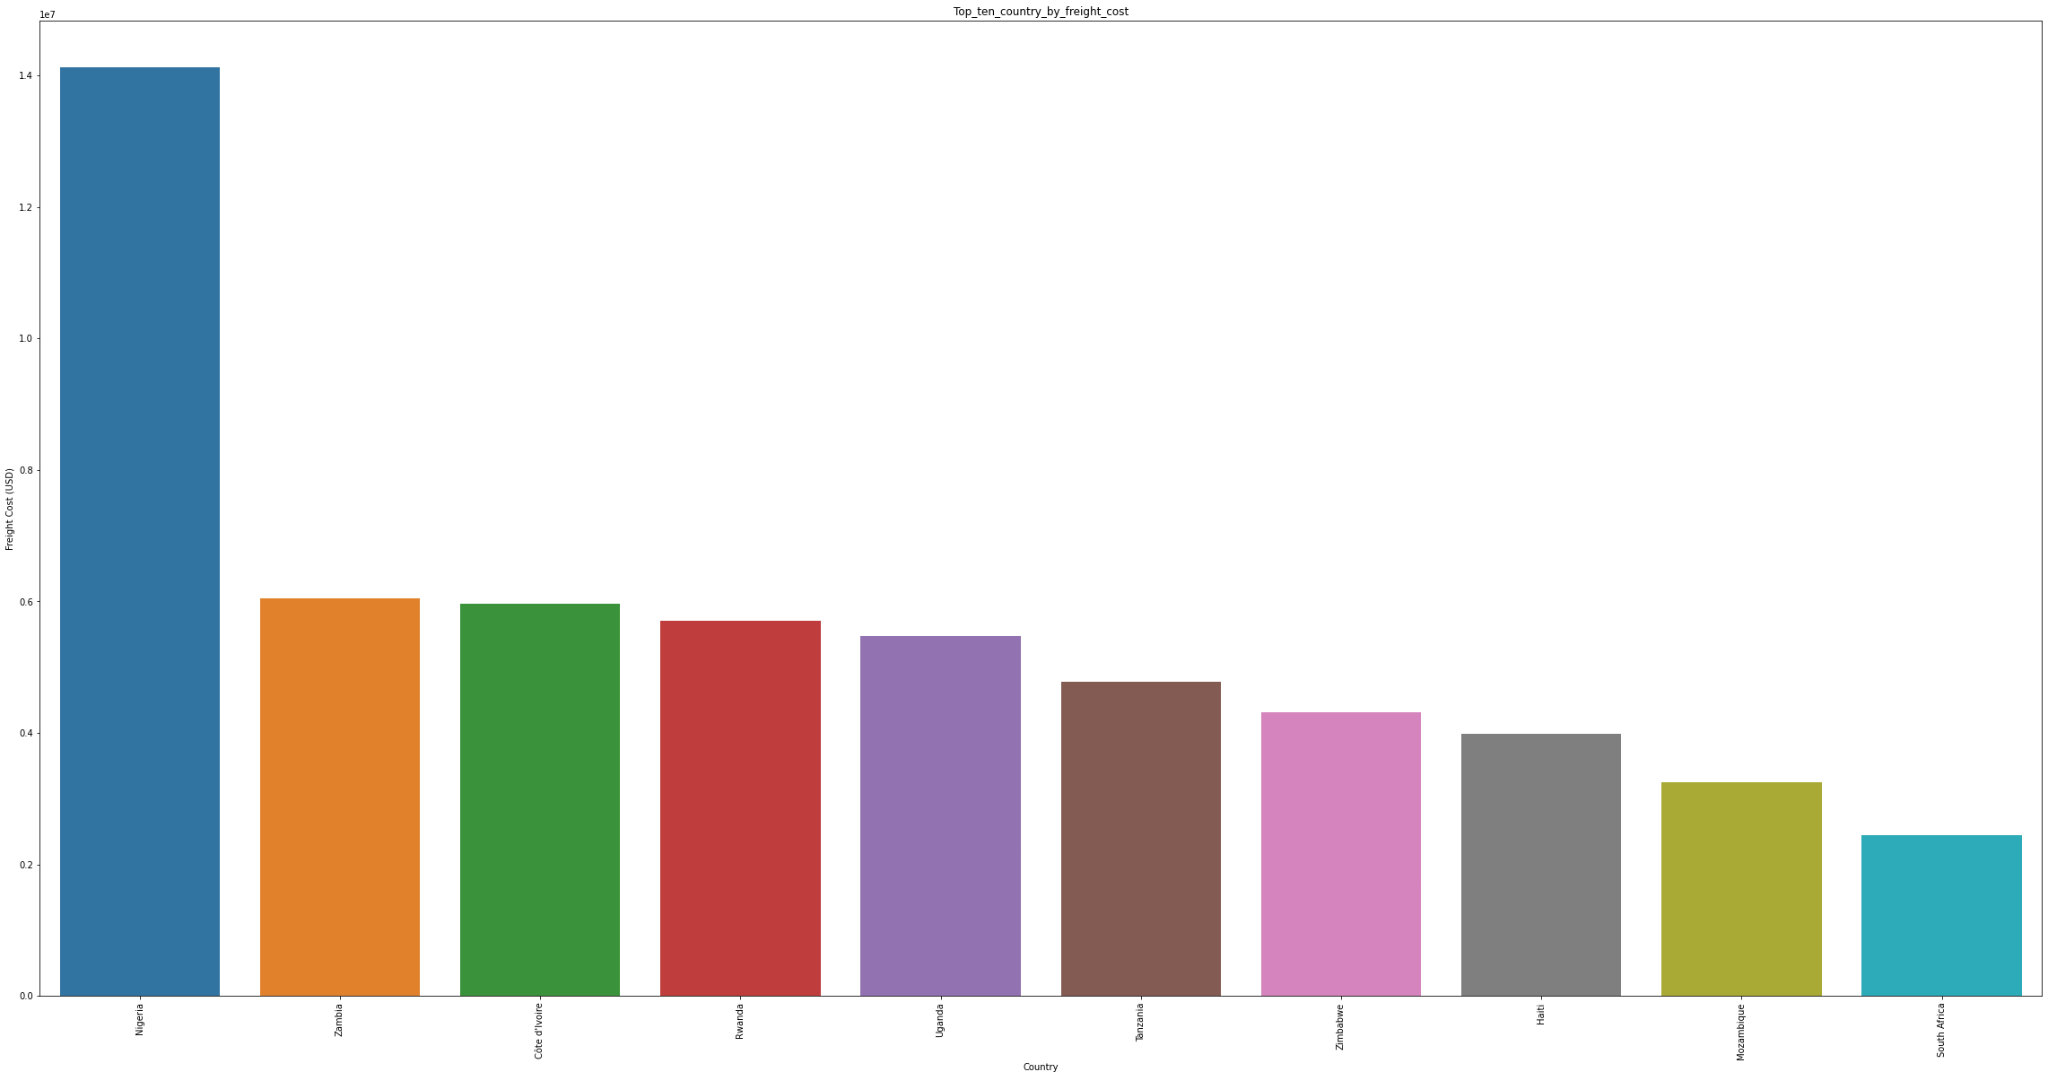 Top_ten_country_by_freight_cost
1e7
1.4
1.2
1.0
0.8
0.6
0.4
0.2
0.0
Freight Cost (USD)
Nigeria
Zambia
Côte d'Ivoire
Rwanda
Uganda
Tanzania
Zimbabwe
Haiti
Mozambique
South Africa
Country